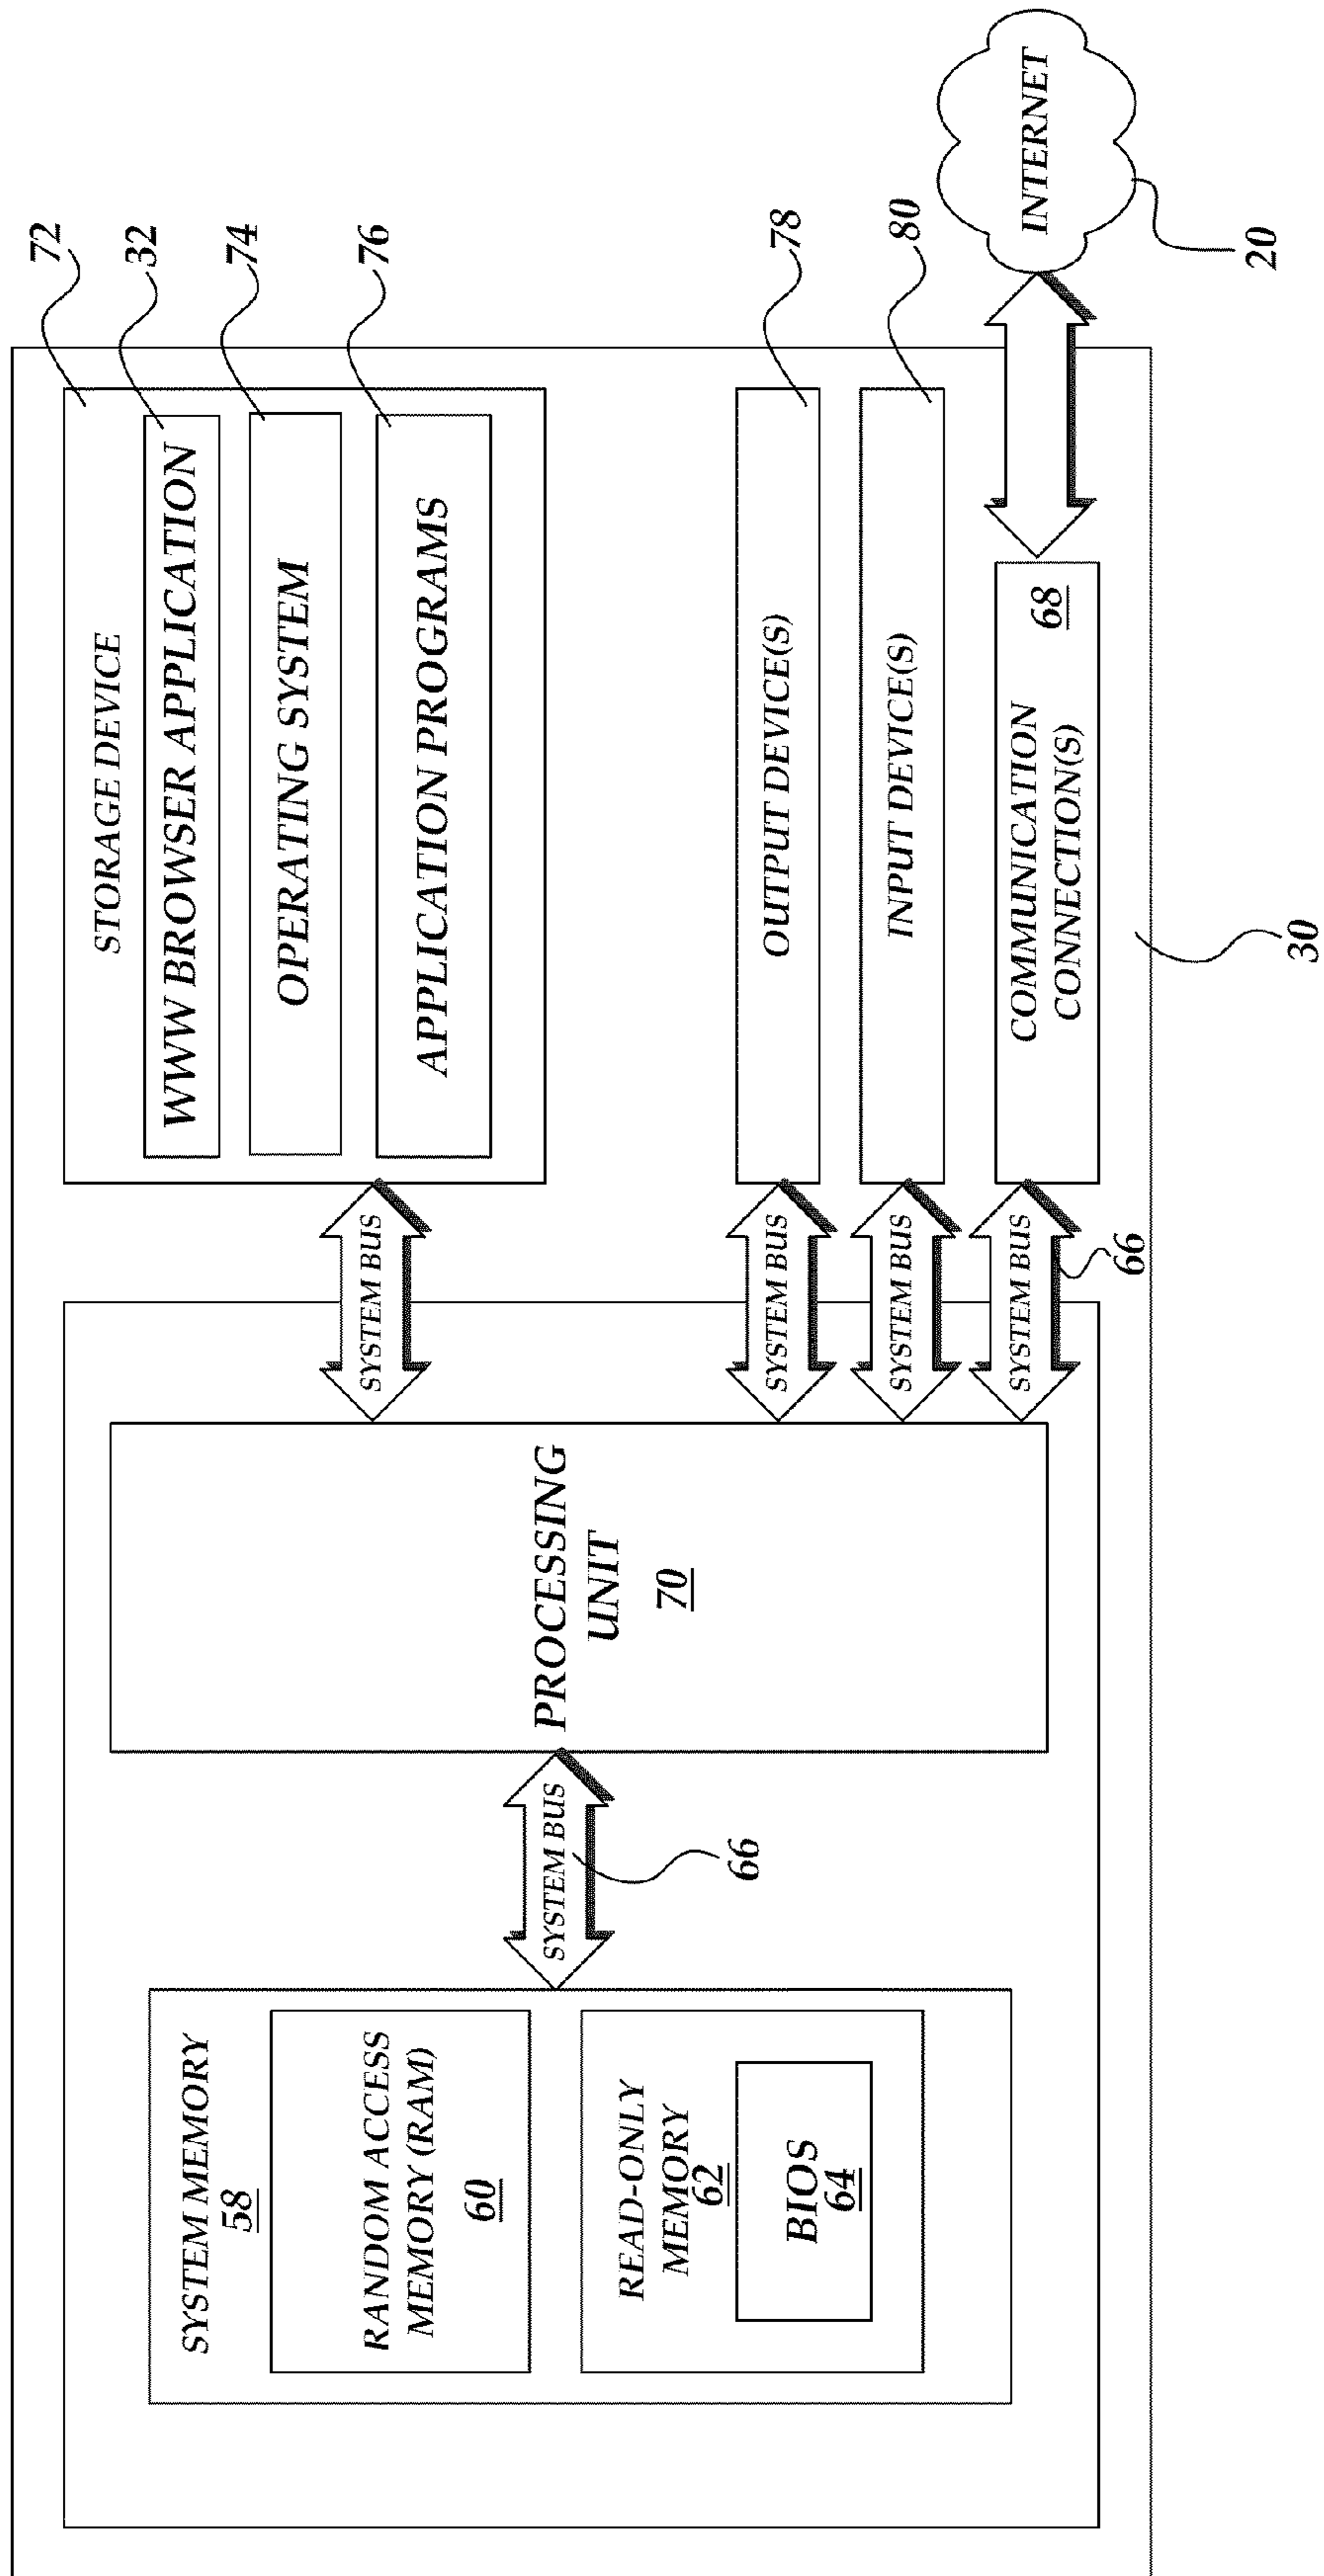 SYSTEM MEMORY
58
RANDOM ACCESS
MEMORY (RAM)
60
READ-ONLY
MEMORY
62
BIOS
64
SYSTEM BUS
66
PROCESSING
UNIT
70
SYSTEM BUS
SYSTEM BUS
SYSTEM BUS
SYSTEM BUS
66
STORAGE DEVICE
WWW BROWSER APPLICATION
OPERATING SYSTEM
APPLICATION PROGRAMS
72
32
74
76
OUTPUT DEVICE(S)
78
INPUT DEVICE(S)
80
COMMUNICATION
CONNECTION(S)
68
30
INTERNET
20